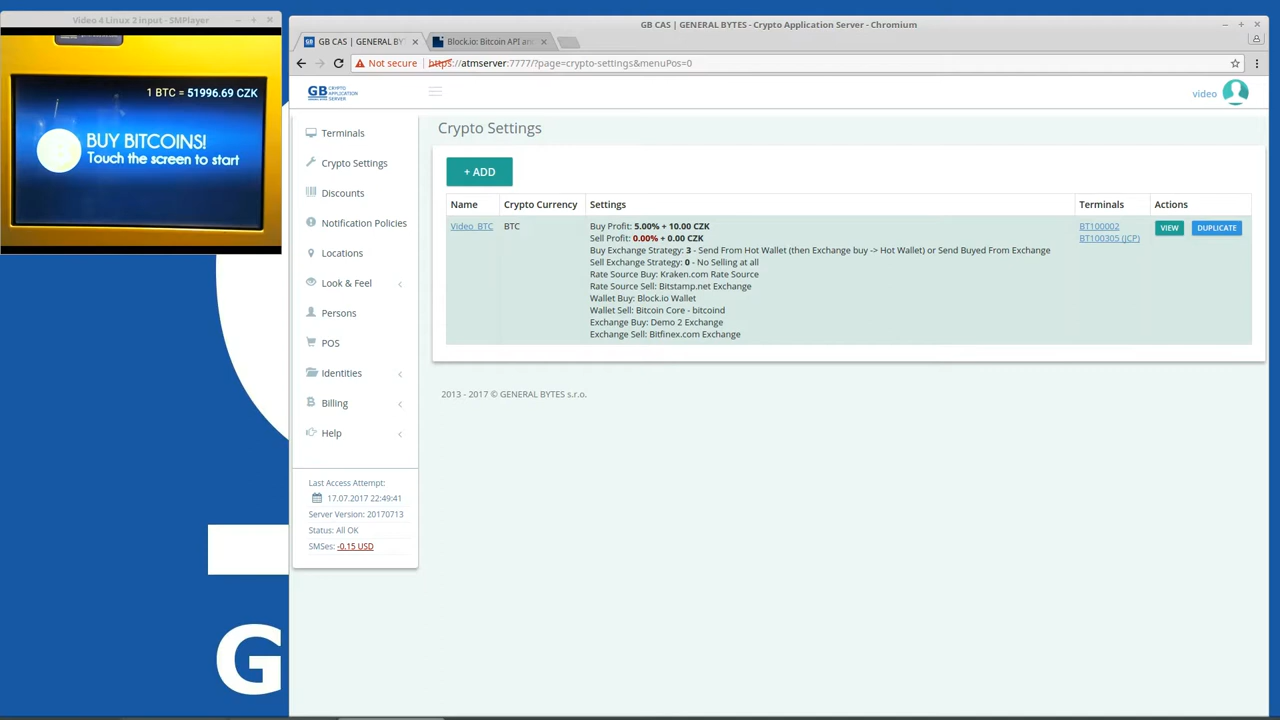 Video 4 Linux 2 input - SMPlayer
1 BTC = 51996.69 CZK
BUY BITCOINS!
Touch the screen to start
G
GB CAS | GENERAL BYTES - Crypto Application Server - Chromium
GB CAS | GENERAL BYT
Block.io: Bitcoin API an
Not secure https://atmserver:7777/?page=crypto-settings&menuPos=0
GB CRYPTO APPLICATION SERVER
video
Terminals
Crypto Settings
Discounts
Notification Policies
Locations
Look & Feel
Persons
POS
Identities
Billing
Help
Last Access Attempt:
17.07.2017 22:49:41
Server Version: 20170713
Status: All OK
SMSes: -0.15 USD
Crypto Settings
+ ADD
Name Crypto Currency Settings Terminals Actions
Video_BTC BTC Buy Profit: 5.00% + 10.00 CZK BT100002 VIEW DUPLICATE
Sell Profit: 0.00% + 0.00 CZK BT100305 (JCP)
Buy Exchange Strategy: 3 - Send From Hot Wallet (then Exchange buy -> Hot Wallet) or Send Buyed From Exchange
Sell Exchange Strategy: 0 - No Selling at all
Rate Source Buy: Kraken.com Rate Source
Rate Source Sell: Bitstamp.net Exchange
Wallet Buy: Block.io Wallet
Wallet Sell: Bitcoin Core - bitcoind
Exchange Buy: Demo 2 Exchange
Exchange Sell: Bitfinex.com Exchange
2013 - 2017 © GENERAL BYTES s.r.o.